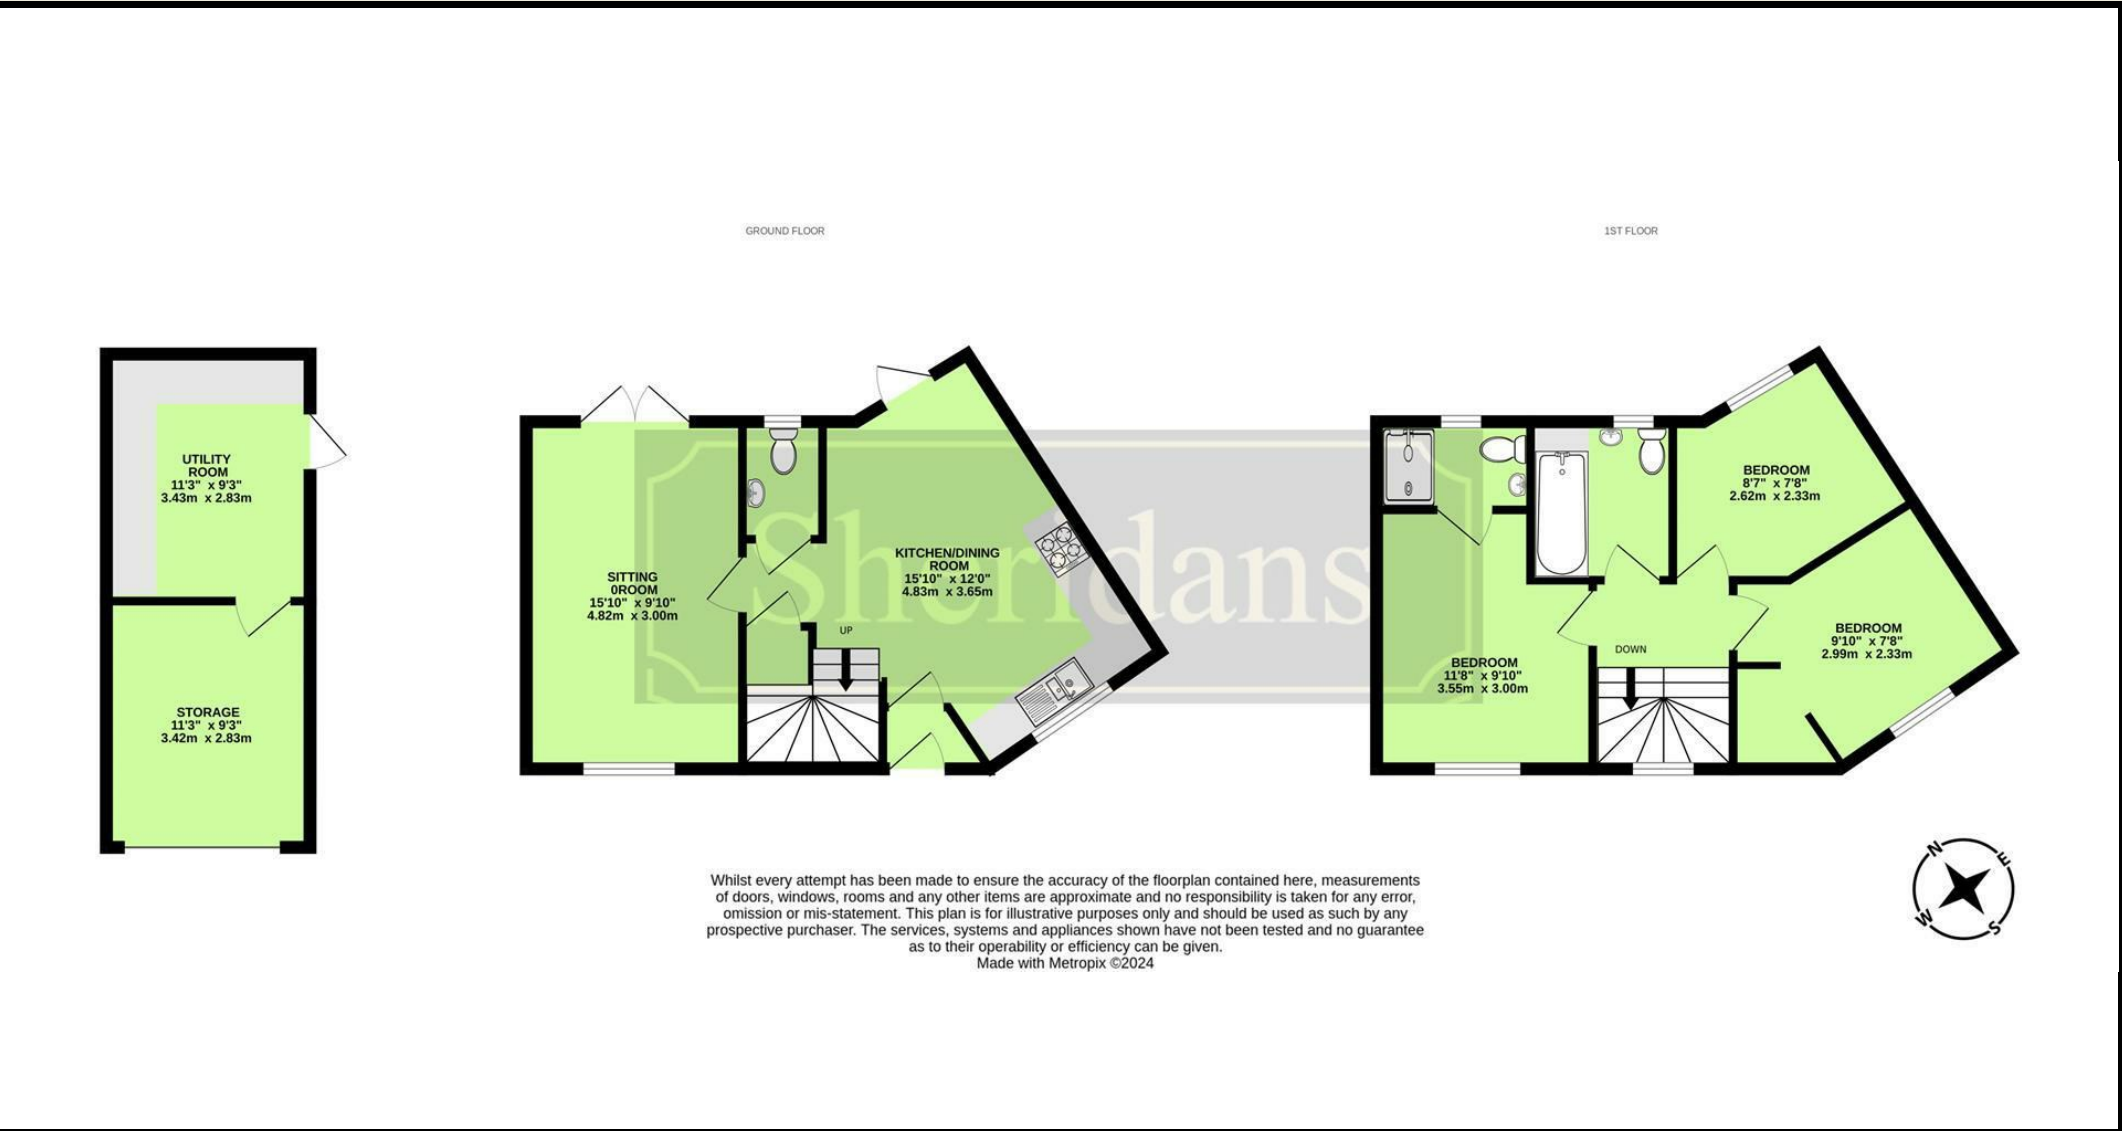 GROUND FLOOR
1ST FLOOR
UTILITY
ROOM
11'3" x 9'3"
3.43m x 2.83m
STORAGE
11'3" x 9'3"
3.42m x 2.83m
SITTING
0ROOM
15'10" x 9'10"
4.82m x 3.00m
KITCHEN/DINING
ROOM
15'10" x 12'0"
4.83m x 3.65m
UP
Sheridans
BEDROOM
8'7" x 7'8"
2.62m x 2.33m
BEDROOM
9'10" x 7'8"
2.99m x 2.33m
DOWN
BEDROOM
11'8" x 9'10"
3.55m x 3.00m
N
E
W
S
Whilst every attempt has been made to ensure the accuracy of the floorplan contained here, measurements
of doors, windows, rooms and any other items are approximate and no responsibility is taken for any error,
omission or mis-statement. This plan is for illustrative purposes only and should be used as such by any
prospective purchaser. The services, systems and appliances shown have not been tested and no guarantee
as to their operability or efficiency can be given.
Made with Metropix ©2024